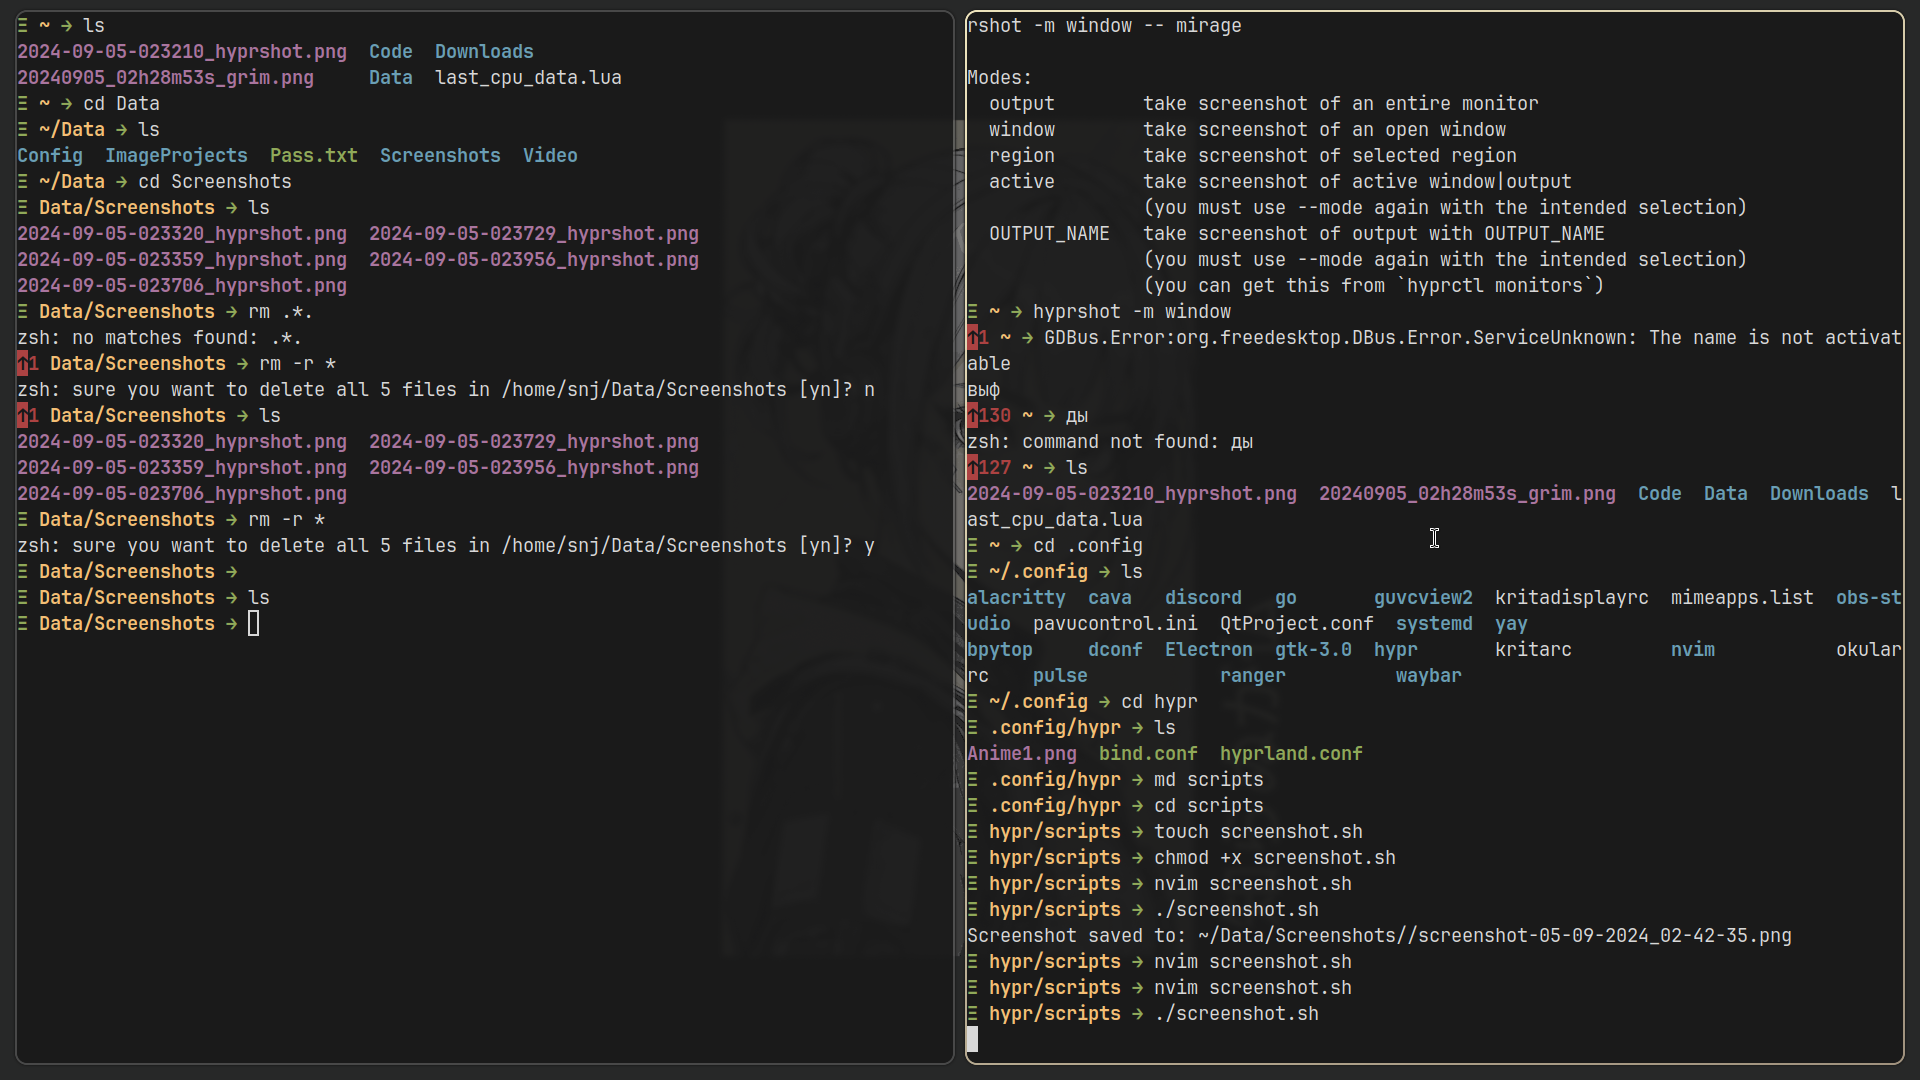 Ξ ~ → ls
2024-09-05-023210_hyprshot.png  Code  Downloads
20240905_02h28m53s_grim.png     Data  last_cpu_data.lua
Ξ ~ → cd Data
Ξ ~/Data → ls
Config  ImageProjects  Pass.txt  Screenshots  Video
Ξ ~/Data → cd Screenshots
Ξ Data/Screenshots → ls
2024-09-05-023320_hyprshot.png  2024-09-05-023729_hyprshot.png
2024-09-05-023359_hyprshot.png  2024-09-05-023956_hyprshot.png
2024-09-05-023706_hyprshot.png
Ξ Data/Screenshots → rm .*.
zsh: no matches found: .*.
↑1 Data/Screenshots → rm -r *
zsh: sure you want to delete all 5 files in /home/snj/Data/Screenshots [yn]? n
↑1 Data/Screenshots → ls
2024-09-05-023320_hyprshot.png  2024-09-05-023729_hyprshot.png
2024-09-05-023359_hyprshot.png  2024-09-05-023956_hyprshot.png
2024-09-05-023706_hyprshot.png
Ξ Data/Screenshots → rm -r *
zsh: sure you want to delete all 5 files in /home/snj/Data/Screenshots [yn]? y
Ξ Data/Screenshots →
Ξ Data/Screenshots → ls
Ξ Data/Screenshots →
rshot -m window -- mirage
Modes:
  output        take screenshot of an entire monitor
  window        take screenshot of an open window
  region        take screenshot of selected region
  active        take screenshot of active window|output
                (you must use --mode again with the intended selection)
  OUTPUT_NAME   take screenshot of output with OUTPUT_NAME
                (you must use --mode again with the intended selection)
                (you can get this from `hyprctl monitors`)
Ξ ~ → hyprshot -m window
↑1 ~ → GDBus.Error:org.freedesktop.DBus.Error.ServiceUnknown: The name is not activat
able
выф
↑130 ~ → ды
zsh: command not found: ды
↑127 ~ → ls
2024-09-05-023210_hyprshot.png  20240905_02h28m53s_grim.png  Code  Data  Downloads  l
ast_cpu_data.lua
Ξ ~ → cd .config
Ξ ~/.config → ls
alacritty  cava   discord   go       guvcview2  kritadisplayrc  mimeapps.list  obs-st
udio  pavucontrol.ini  QtProject.conf  systemd  yay
bpytop     dconf  Electron  gtk-3.0  hypr       kritarc         nvim           okular
rc    pulse            ranger          waybar
Ξ ~/.config → cd hypr
Ξ .config/hypr → ls
Anime1.png  bind.conf  hyprland.conf
Ξ .config/hypr → md scripts
Ξ .config/hypr → cd scripts
Ξ hypr/scripts → touch screenshot.sh
Ξ hypr/scripts → chmod +x screenshot.sh
Ξ hypr/scripts → nvim screenshot.sh
Ξ hypr/scripts → ./screenshot.sh
Screenshot saved to: ~/Data/Screenshots//screenshot-05-09-2024_02-42-35.png
Ξ hypr/scripts → nvim screenshot.sh
Ξ hypr/scripts → nvim screenshot.sh
Ξ hypr/scripts → ./screenshot.sh